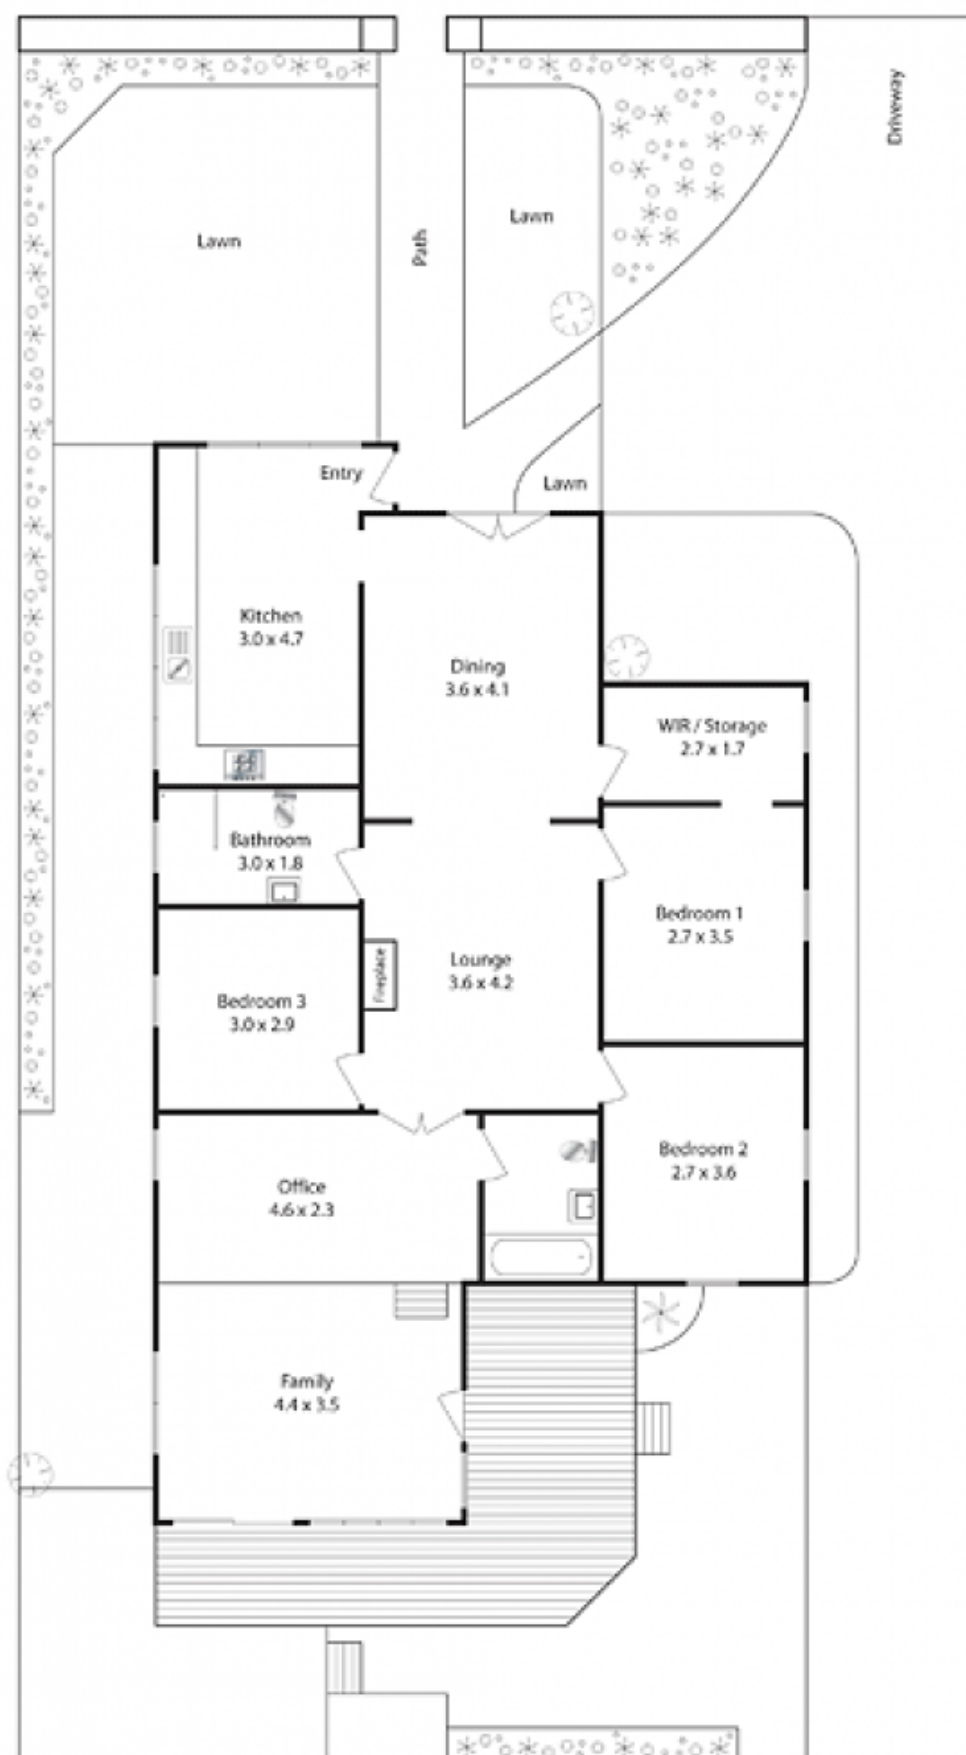 Driveway
Lawn
Path
Lawn
Entry
Lawn
Kitchen
3.0 x 4.7
Dining
3.6 x 4.1
WIR / Storage
2.7 x 1.7
Bathroom
3.0 x 1.8
Bedroom 1
2.7 x 3.5
Fireplace
Lounge
3.6 x 4.2
Bedroom 3
3.0 x 2.9
Bedroom 2
2.7 x 3.6
Office
4.6 x 2.3
Family
4.4 x 3.5